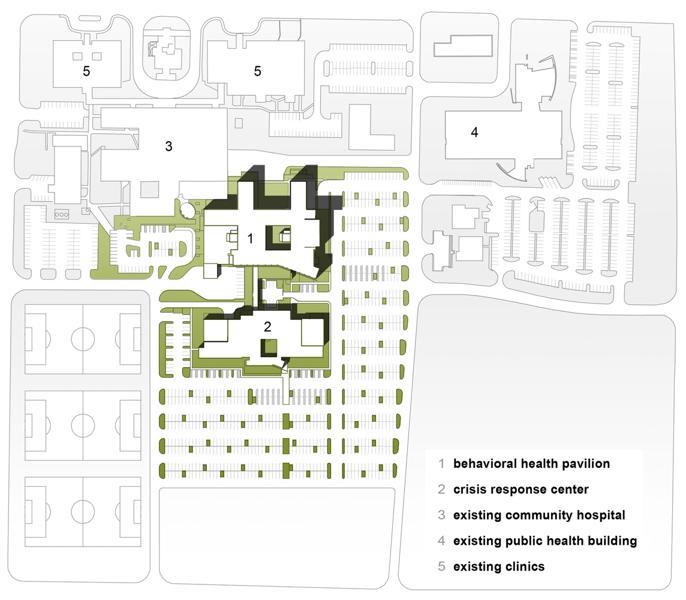 5
5
3
4
1
2
1 behavioral health pavilion
2 crisis response center
3 existing community hospital
4 existing public health building
5 existing clinics